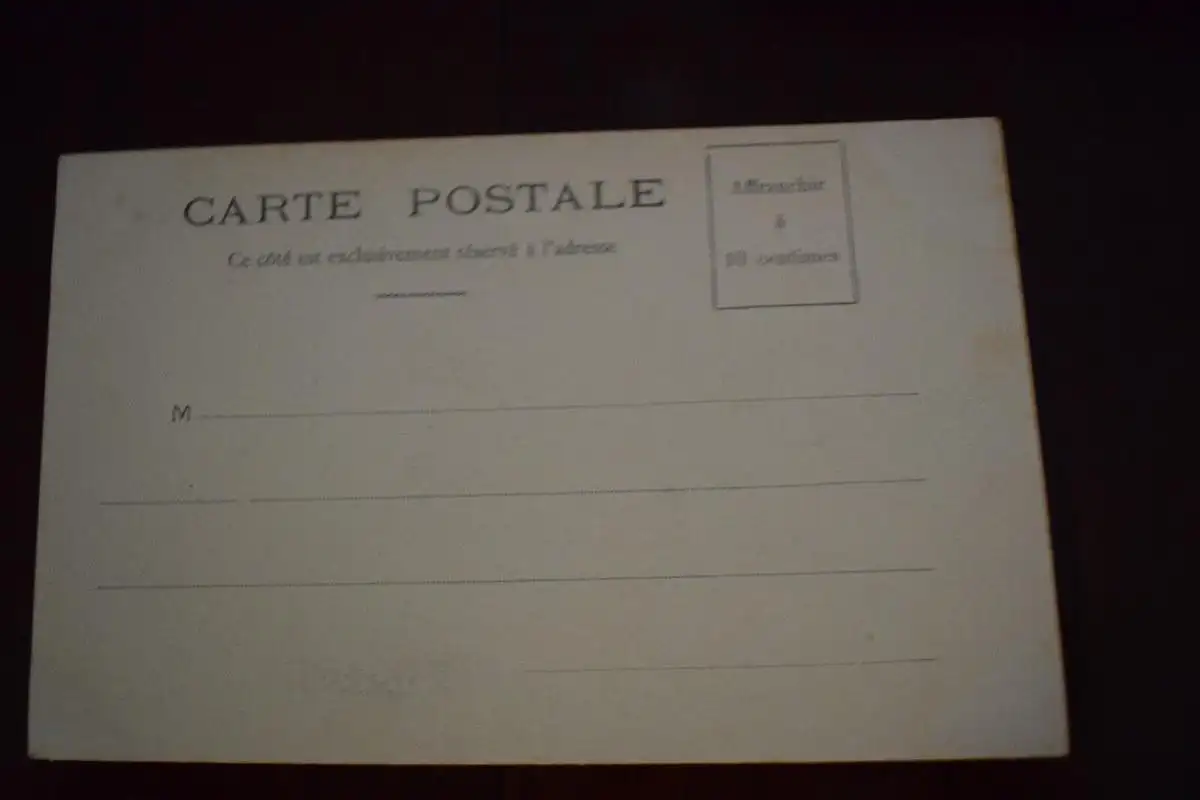 CARTE POSTALE
Ce côté est exclusivement réservé à l'adresse
Affranchir
à
10 centimes
M